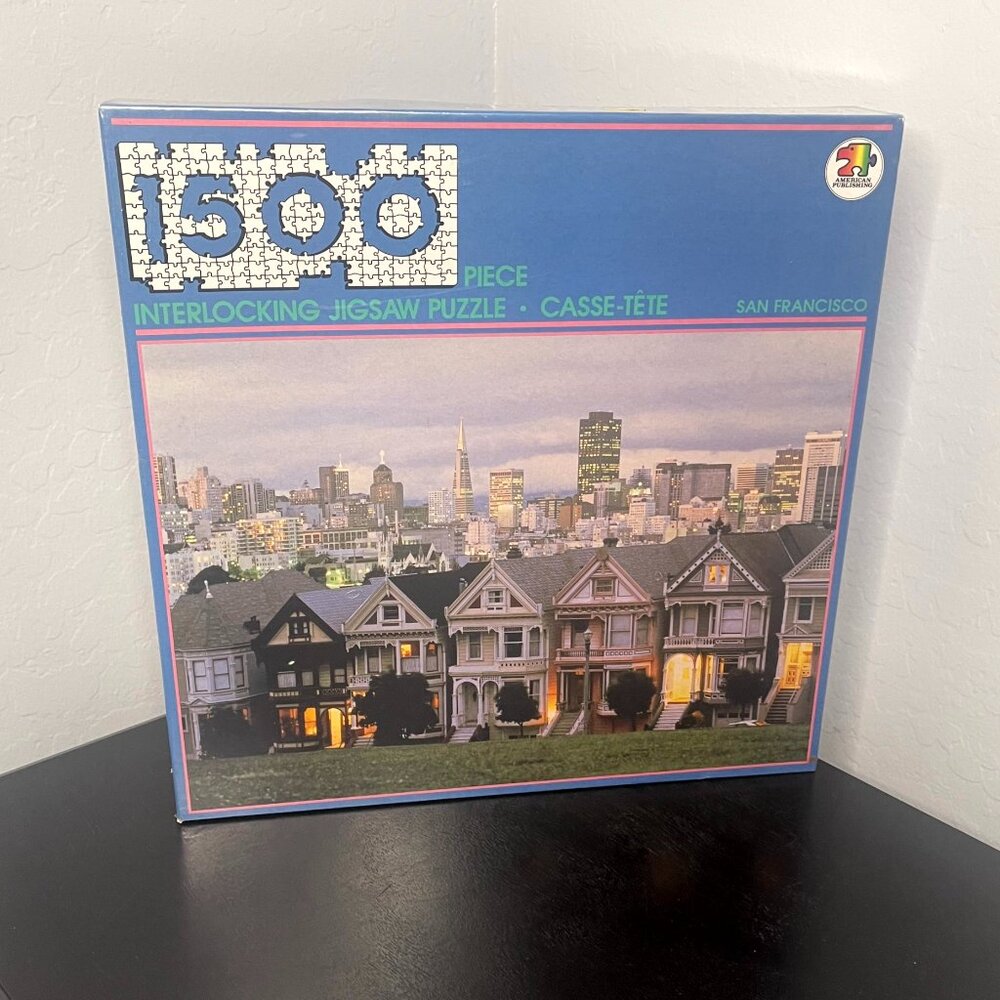 1500
PIECE
INTERLOCKING JIGSAW PUZZLE • CASSE-TÊTE
SAN FRANCISCO
AMERICAN
PUBLISHING